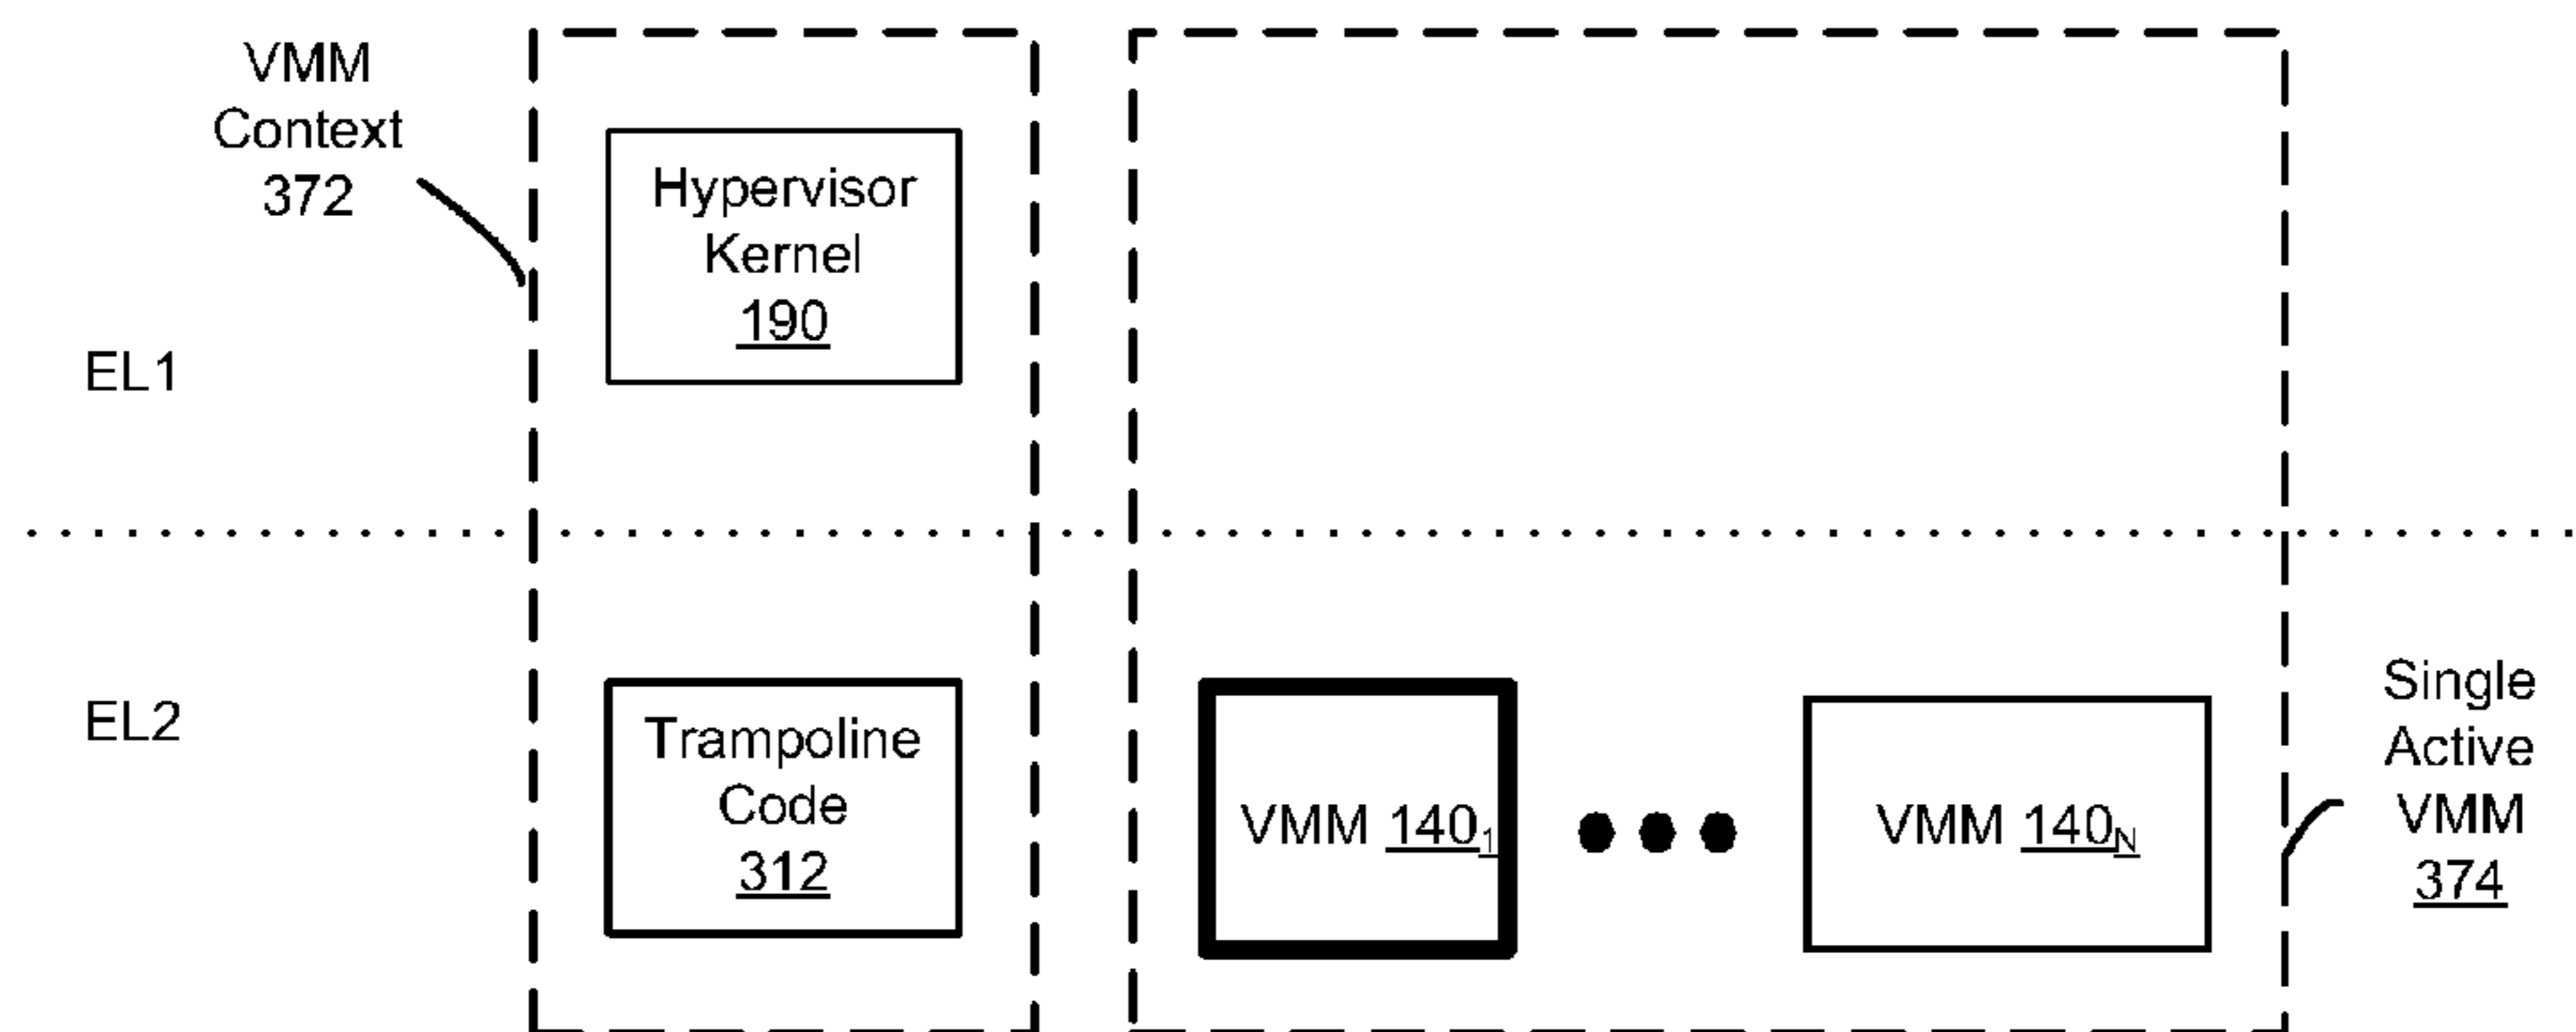 VMM
Context
372
Hypervisor
Kernel
190
EL1
EL2
Trampoline
Code
312
VMM 140₁
VMM 140N
Single
Active
VMM
374